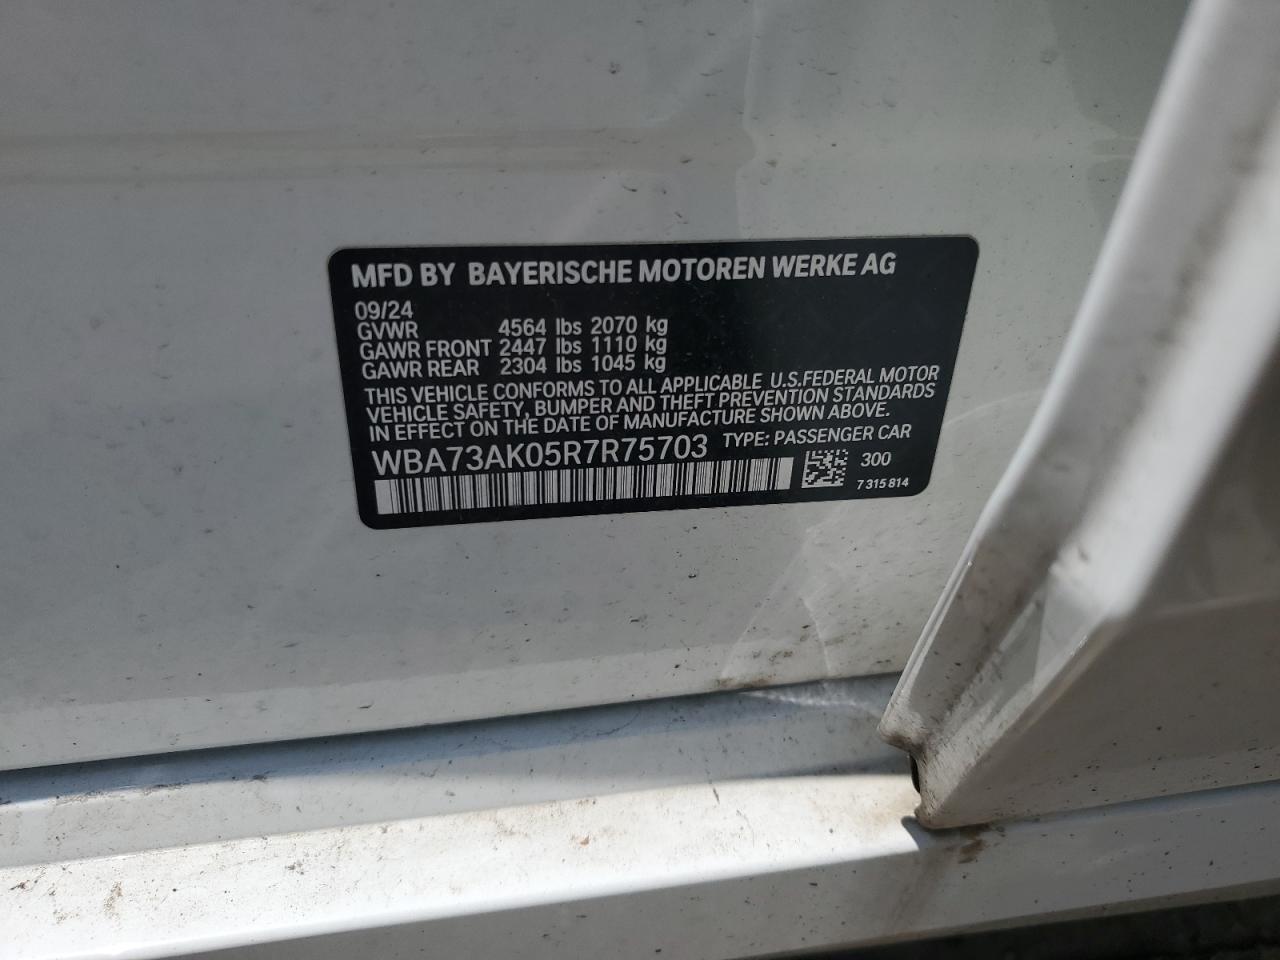 MFD BY BAYERISCHE MOTOREN WERKE AG
09/24
GVWR 4564 lbs 2070 kg
GAWR FRONT 2447 lbs 1110 kg
GAWR REAR 2304 lbs 1045 kg
THIS VEHICLE CONFORMS TO ALL APPLICABLE U.S.FEDERAL MOTOR
VEHICLE SAFETY, BUMPER AND THEFT PREVENTION STANDARDS
IN EFFECT ON THE DATE OF MANUFACTURE SHOWN ABOVE.
WBA73AK05R7R75703 TYPE: PASSENGER CAR
300
7 315 814